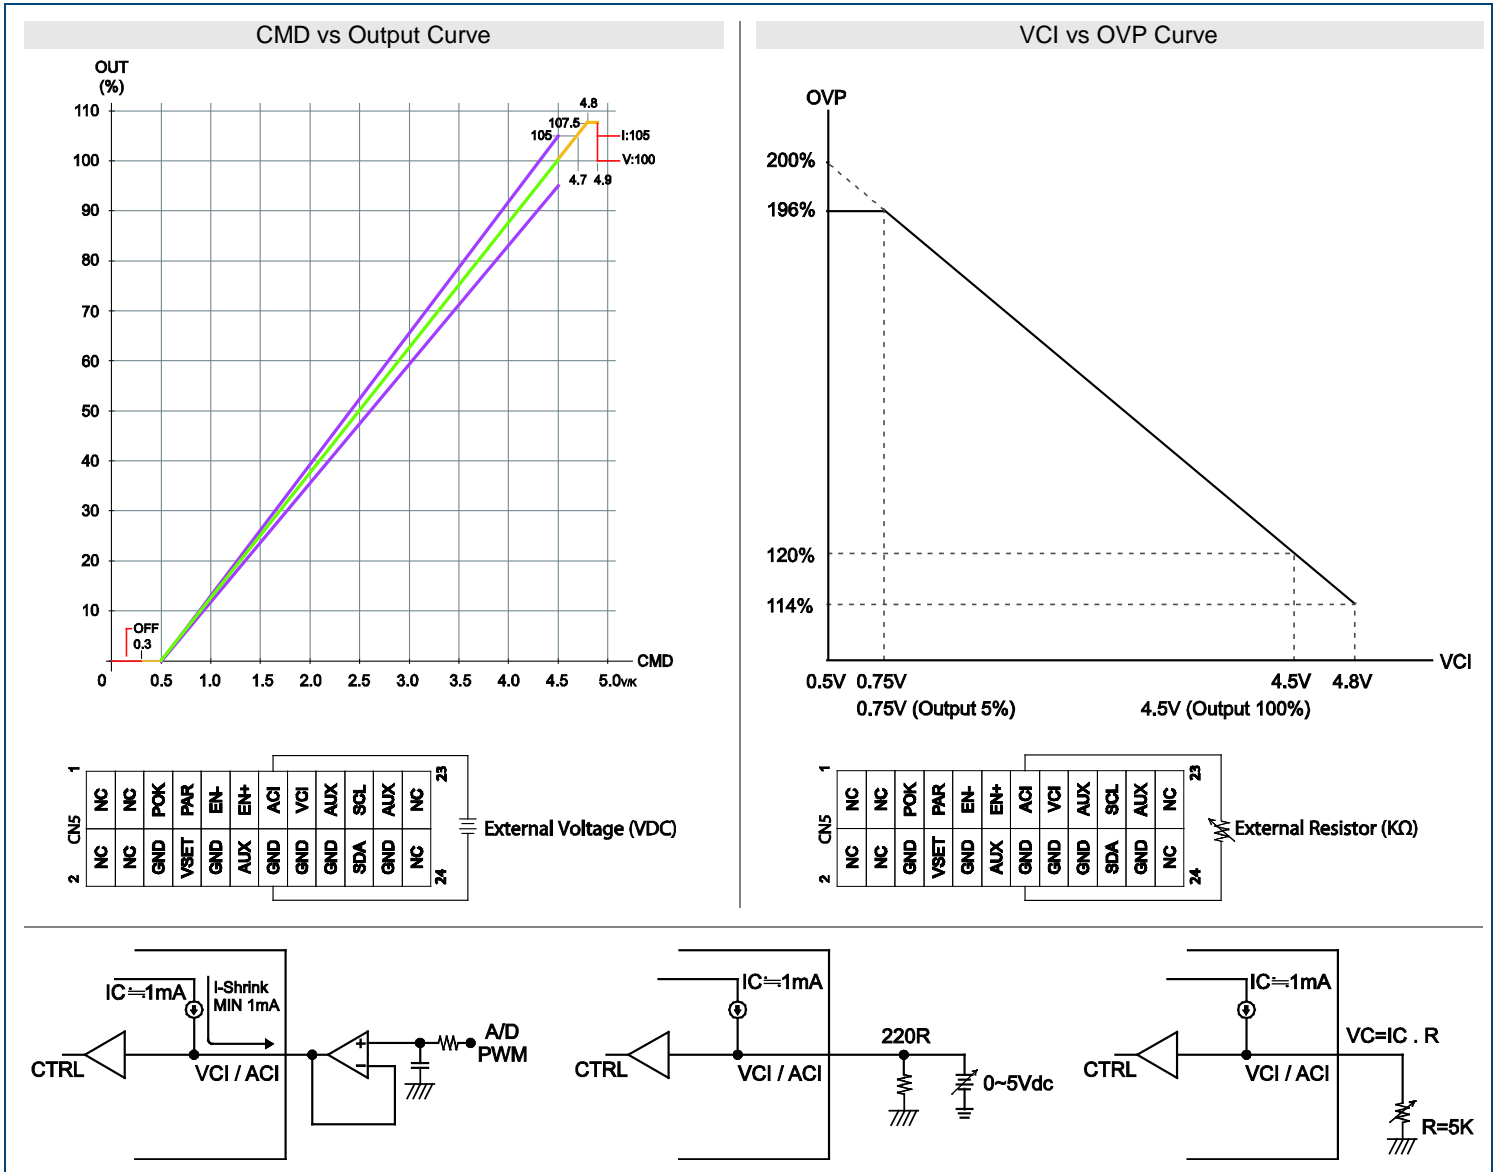 CMD vs Output Curve
OUT
(%)
110
100
90
80
70
60
50
40
30
20
10
4.8
107.5
105
I:105
V:100
4.7
4.9
OFF
0.3
CMD
0
0.5
1.0
1.5
2.0
2.5
3.0
3.5
4.0
4.5
5.0V/K
VCI vs OVP Curve
OVP
200%
196%
120%
114%
VCI
0.5V
0.75V
4.5V
4.8V
0.75V (Output 5%)
4.5V (Output 100%)
1
23
CN5
NC NC POK PAR EN- EN+ ACI VCI AUX SCL AUX NC
NC NC GND VSET GND AUX GND GND GND SDA GND NC
2
24
External Voltage (VDC)
1
23
CN5
NC NC POK PAR EN- EN+ ACI VCI AUX SCL AUX NC
NC NC GND VSET GND AUX GND GND GND SDA GND NC
2
24
External Resistor (KΩ)
IC≒1mA
I-Shrink
MIN 1mA
CTRL
VCI / ACI
+
−
A/D
PWM
IC≒1mA
CTRL
VCI / ACI
220R
0~5Vdc
IC≒1mA
CTRL
VCI / ACI
VC=IC . R
R=5K